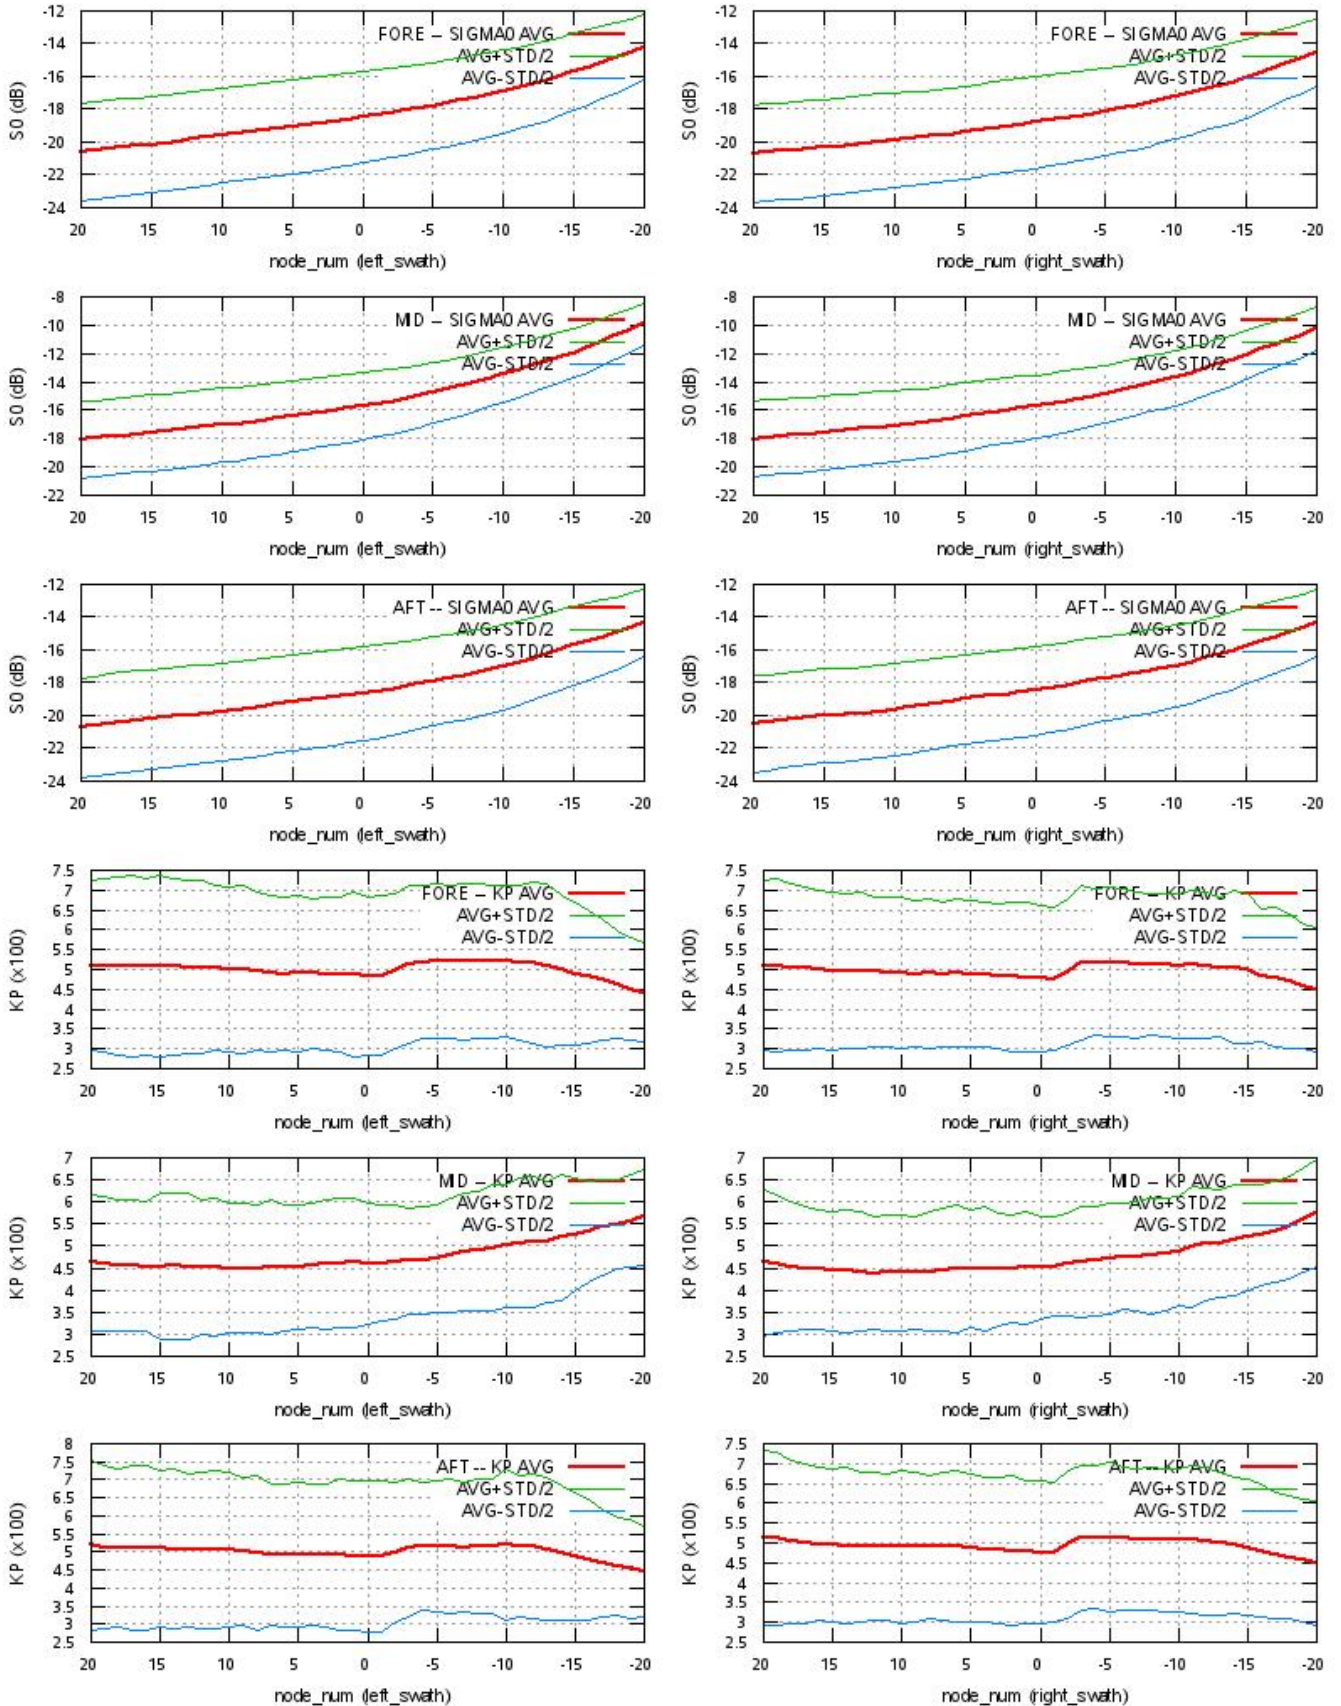 -12
FORE – SIGMA0 AVG
-14
AVG+STD/2
-16
AVG-STD/2
-18
-20
-22
-24
S0 (dB)
20 15 10 5 0 -5 -10 -15 -20
node_num (left_swath)
-12
FORE – SIGMA0 AVG
-14
AVG+STD/2
-16
AVG-STD/2
-18
-20
-22
-24
S0 (dB)
20 15 10 5 0 -5 -10 -15 -20
node_num (right_swath)
-8
MID – SIGMA0 AVG
-10
AVG+STD/2
-12
AVG-STD/2
-14
-16
-18
-20
-22
S0 (dB)
20 15 10 5 0 -5 -10 -15 -20
node_num (left_swath)
-8
MID – SIGMA0 AVG
-10
AVG+STD/2
-12
AVG-STD/2
-14
-16
-18
-20
-22
S0 (dB)
20 15 10 5 0 -5 -10 -15 -20
node_num (right_swath)
-12
AFT -- SIGMA0 AVG
-14
AVG+STD/2
-16
AVG-STD/2
-18
-20
-22
-24
S0 (dB)
20 15 10 5 0 -5 -10 -15 -20
node_num (left_swath)
-12
AFT -- SIGMA0 AVG
-14
AVG+STD/2
-16
AVG-STD/2
-18
-20
-22
-24
S0 (dB)
20 15 10 5 0 -5 -10 -15 -20
node_num (right_swath)
7.5
FORE – KP AVG
7
6.5
AVG+STD/2
6
AVG-STD/2
5.5
5
4.5
4
3.5
3
2.5
KP (x100)
20 15 10 5 0 -5 -10 -15 -20
node_num (left_swath)
7.5
FORE – KP AVG
7
6.5
AVG+STD/2
6
AVG-STD/2
5.5
5
4.5
4
3.5
3
2.5
KP (x100)
20 15 10 5 0 -5 -10 -15 -20
node_num (right_swath)
7
MID – KP AVG
6.5
AVG+STD/2
6
AVG-STD/2
5.5
5
4.5
4
3.5
3
2.5
KP (x100)
20 15 10 5 0 -5 -10 -15 -20
node_num (left_swath)
7
MID – KP AVG
6.5
AVG+STD/2
6
AVG-STD/2
5.5
5
4.5
4
3.5
3
2.5
KP (x100)
20 15 10 5 0 -5 -10 -15 -20
node_num (right_swath)
8
7.5
AFT -- KP AVG
7
AVG+STD/2
6.5
AVG-STD/2
6
5.5
5
4.5
4
3.5
3
2.5
KP (x100)
20 15 10 5 0 -5 -10 -15 -20
node_num (left_swath)
7.5
AFT -- KP AVG
7
6.5
AVG+STD/2
6
AVG-STD/2
5.5
5
4.5
4
3.5
3
2.5
KP (x100)
20 15 10 5 0 -5 -10 -15 -20
node_num (right_swath)